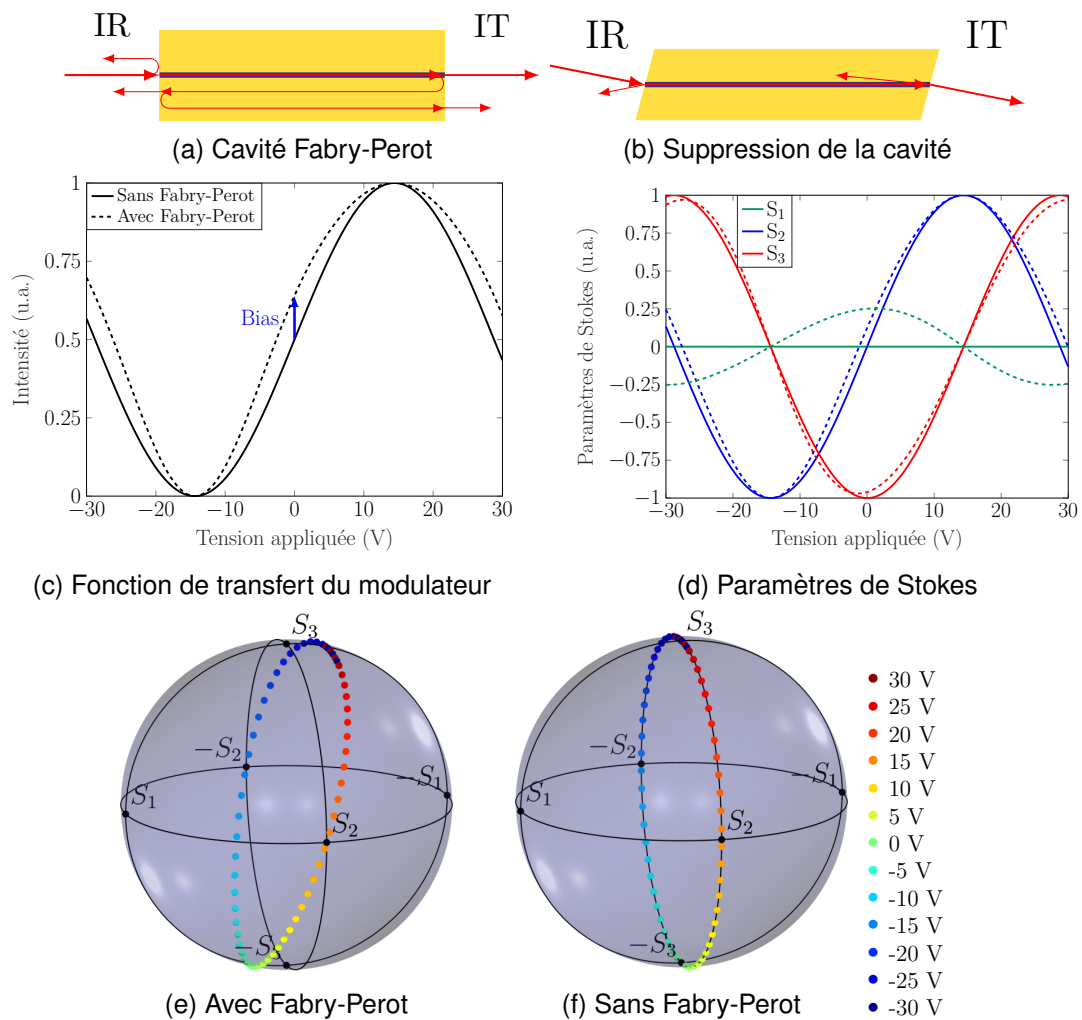 IR IT
IR IT
(a) Cavité Fabry-Perot
(b) Suppression de la cavité
Intensité (u.a.)
1
0.75
0.5
0.25
0
Sans Fabry-Perot
Avec Fabry-Perot
Bias
−30 −20 −10 0 10 20 30
Tension appliquée (V)
Paramètres de Stokes (u.a.)
1
0.75
0.5
0.25
0
−0.25
−0.5
−0.75
−1
S1
S2
S3
−30 −20 −10 0 10 20 30
Tension appliquée (V)
(c) Fonction de transfert du modulateur
(d) Paramètres de Stokes
S3
−S2
−S1
S1
S2
−S
S3
−S2
−S1
S1
S2
−S3
30 V
25 V
20 V
15 V
10 V
5 V
0 V
-5 V
-10 V
-15 V
-20 V
-25 V
-30 V
(e) Avec Fabry-Perot
(f) Sans Fabry-Perot